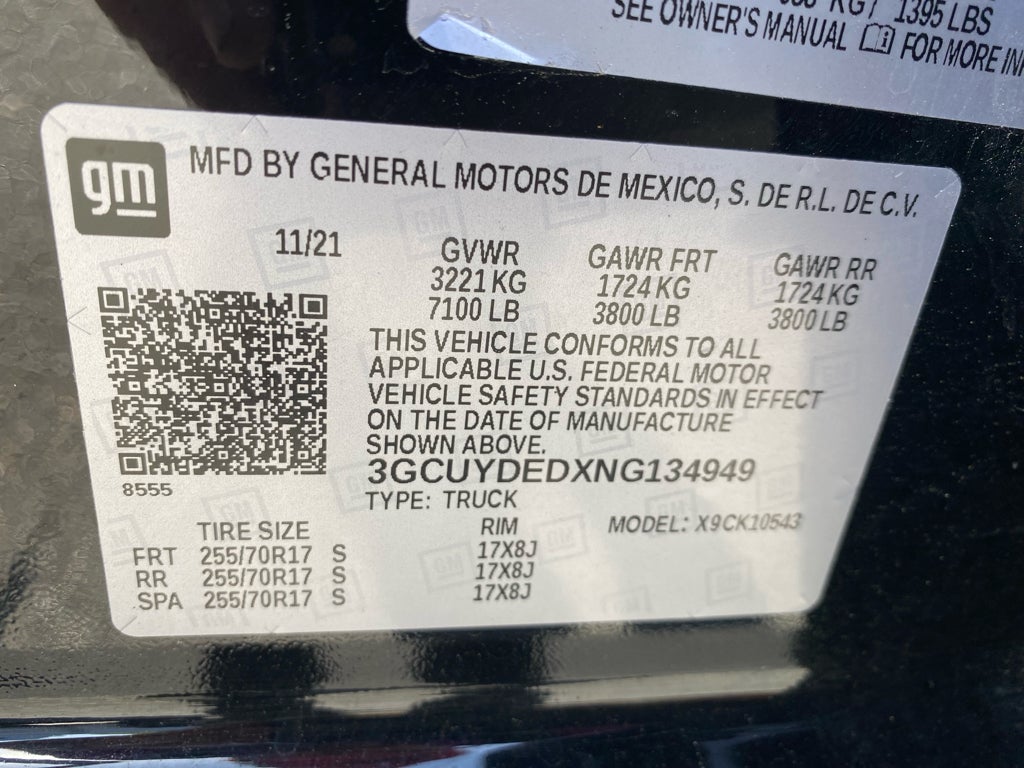 KG / 1395 LBS
SEE OWNER'S MANUAL FOR MORE
gm
MFD BY GENERAL MOTORS DE MEXICO, S. DE R.L. DE C.V.
11/21 GVWR GAWR FRT GAWR RR
3221 KG 1724 KG 1724 KG
7100 LB 3800 LB 3800 LB
THIS VEHICLE CONFORMS TO ALL
APPLICABLE U.S. FEDERAL MOTOR
VEHICLE SAFETY STANDARDS IN EFFECT
ON THE DATE OF MANUFACTURE
SHOWN ABOVE.
3GCUYDEDXNG134949
8555
TYPE: TRUCK
TIRE SIZE RIM MODEL: X9CK10543
FRT 255/70R17 S 17X8J
RR 255/70R17 S 17X8J
SPA 255/70R17 S 17X8J